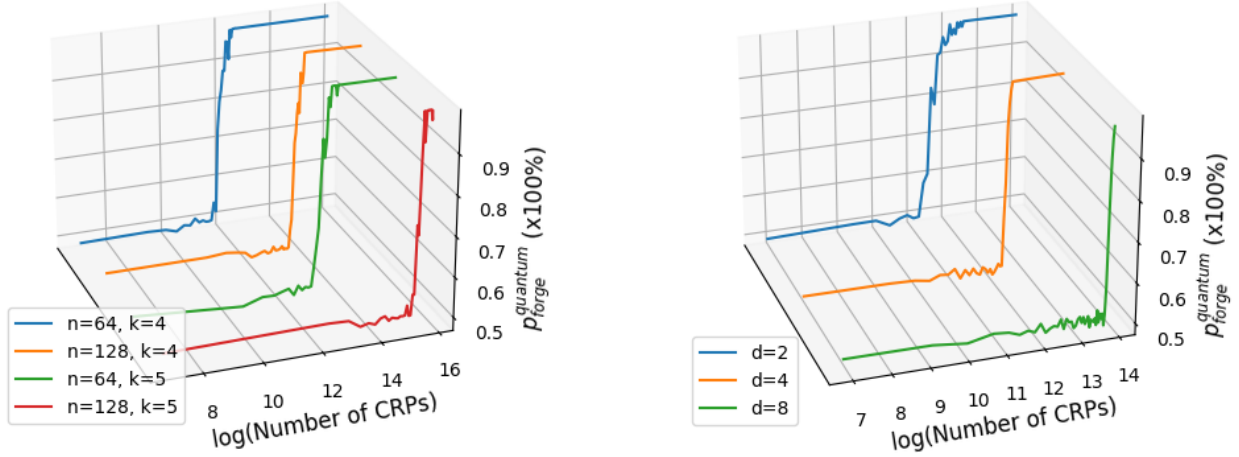 0.9
0.8
0.7
0.6
0.5
p_forge^quantum (x100%)
8
10
12
14
16
log(Number of CRPs)
n=64, k=4
n=128, k=4
n=64, k=5
n=128, k=5
0.9
0.8
0.7
0.6
0.5
p_forge^quantum (x100%)
7
8
9
10
11
12
13
14
log(Number of CRPs)
d=2
d=4
d=8